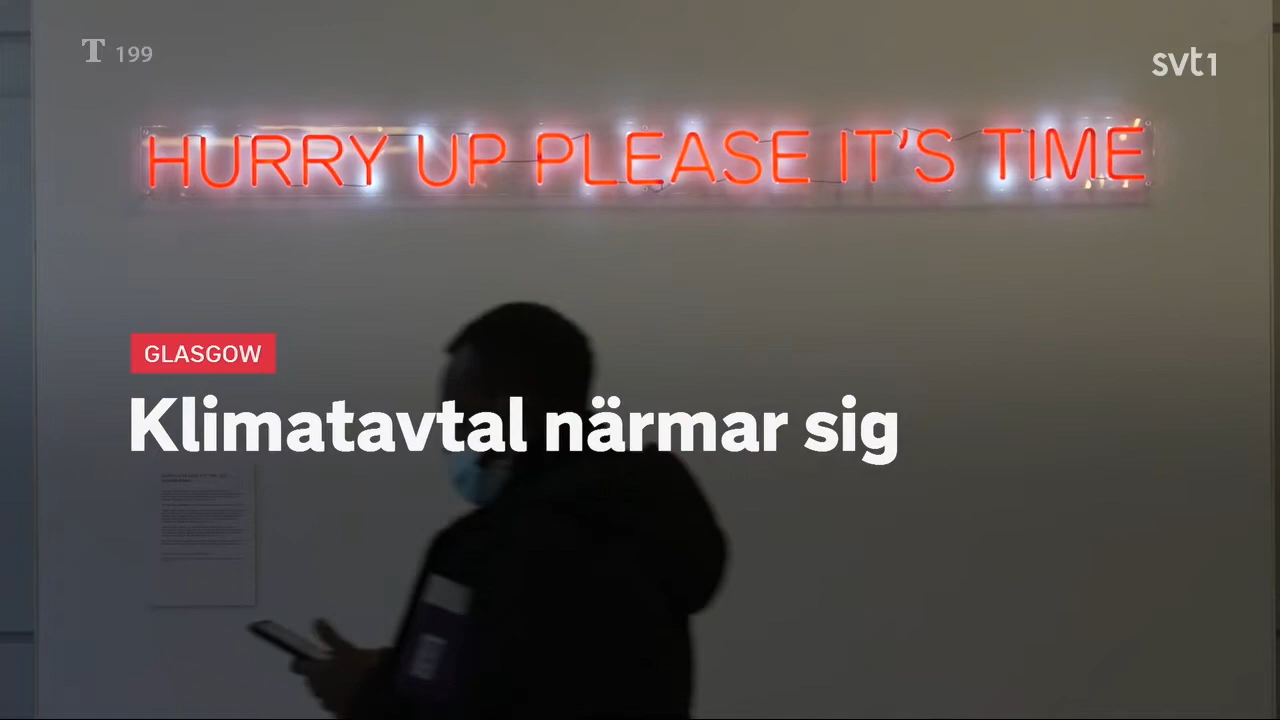 T 199
svt1
HURRY UP PLEASE IT'S TIME
GLASGOW
Klimatavtal närmar sig